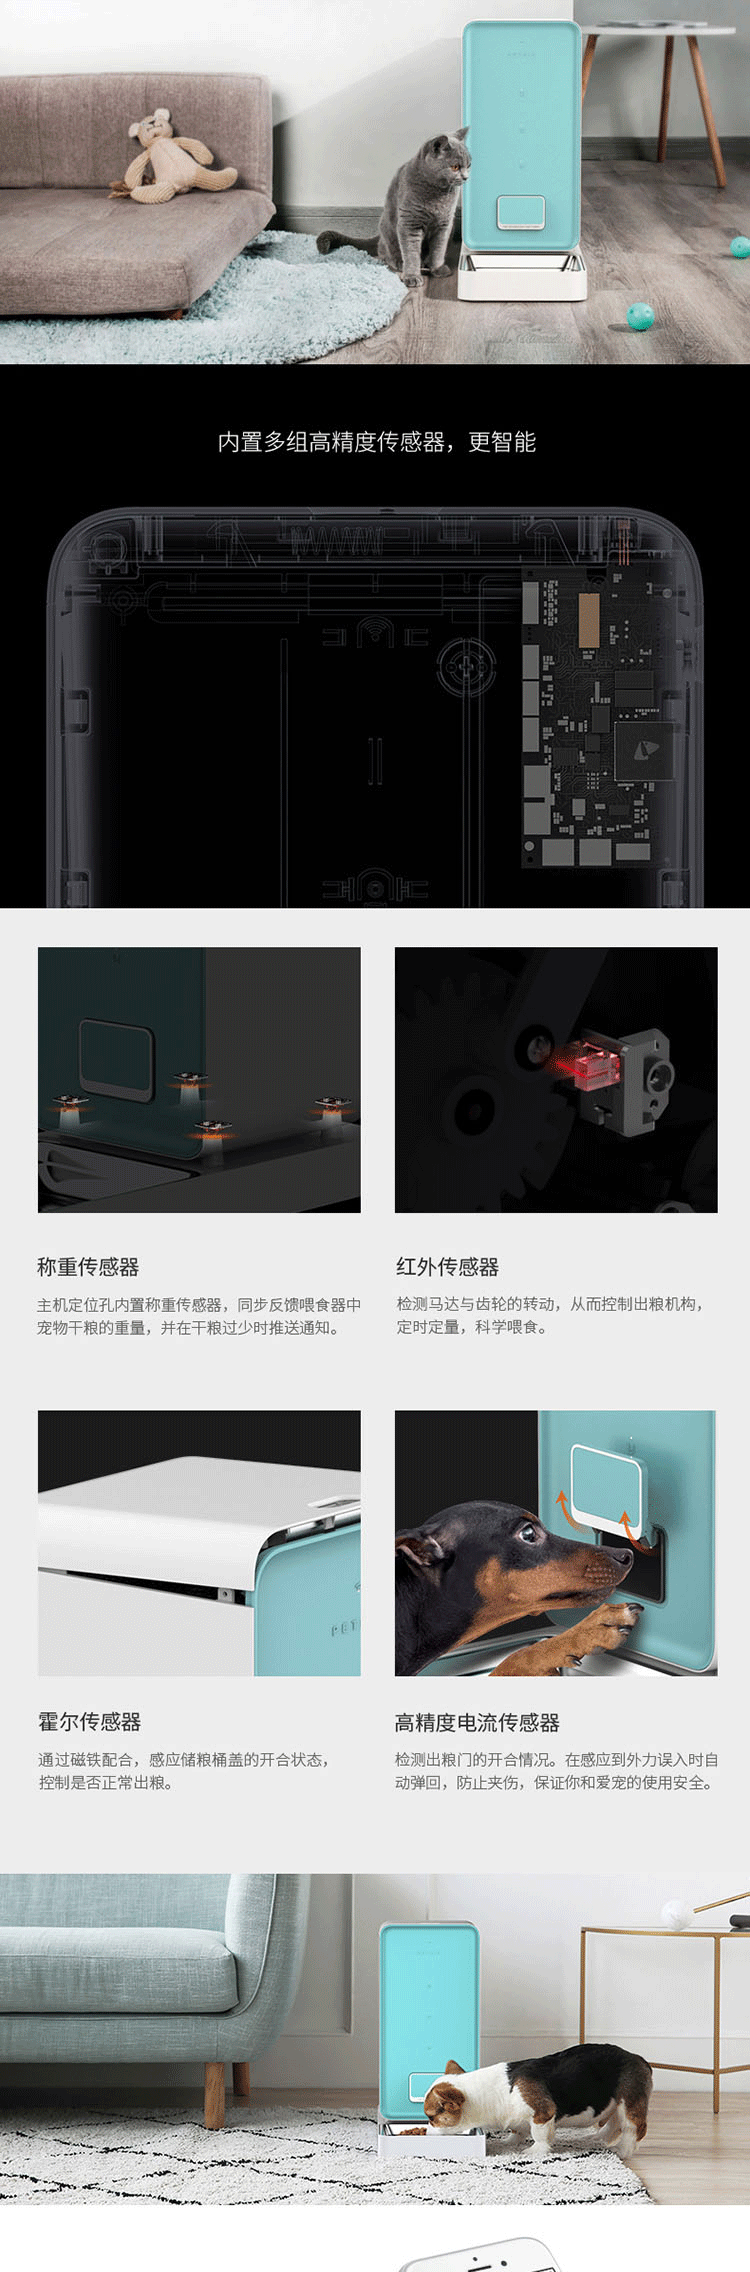 内置多组高精度传感器，更智能
称重传感器
主机定位孔内置称重传感器，同步反馈喂食器中
宠物干粮的重量，并在干粮过少时推送通知。
红外传感器
检测马达与齿轮的转动，从而控制出粮机构，
定时定量，科学喂食。
PET
霍尔传感器
通过磁铁配合，感应储粮桶盖的开合状态，
控制是否正常出粮。
高精度电流传感器
检测出粮门的开合情况。在感应到外力误入时自
动弹回，防止夹伤，保证你和爱宠的使用安全。